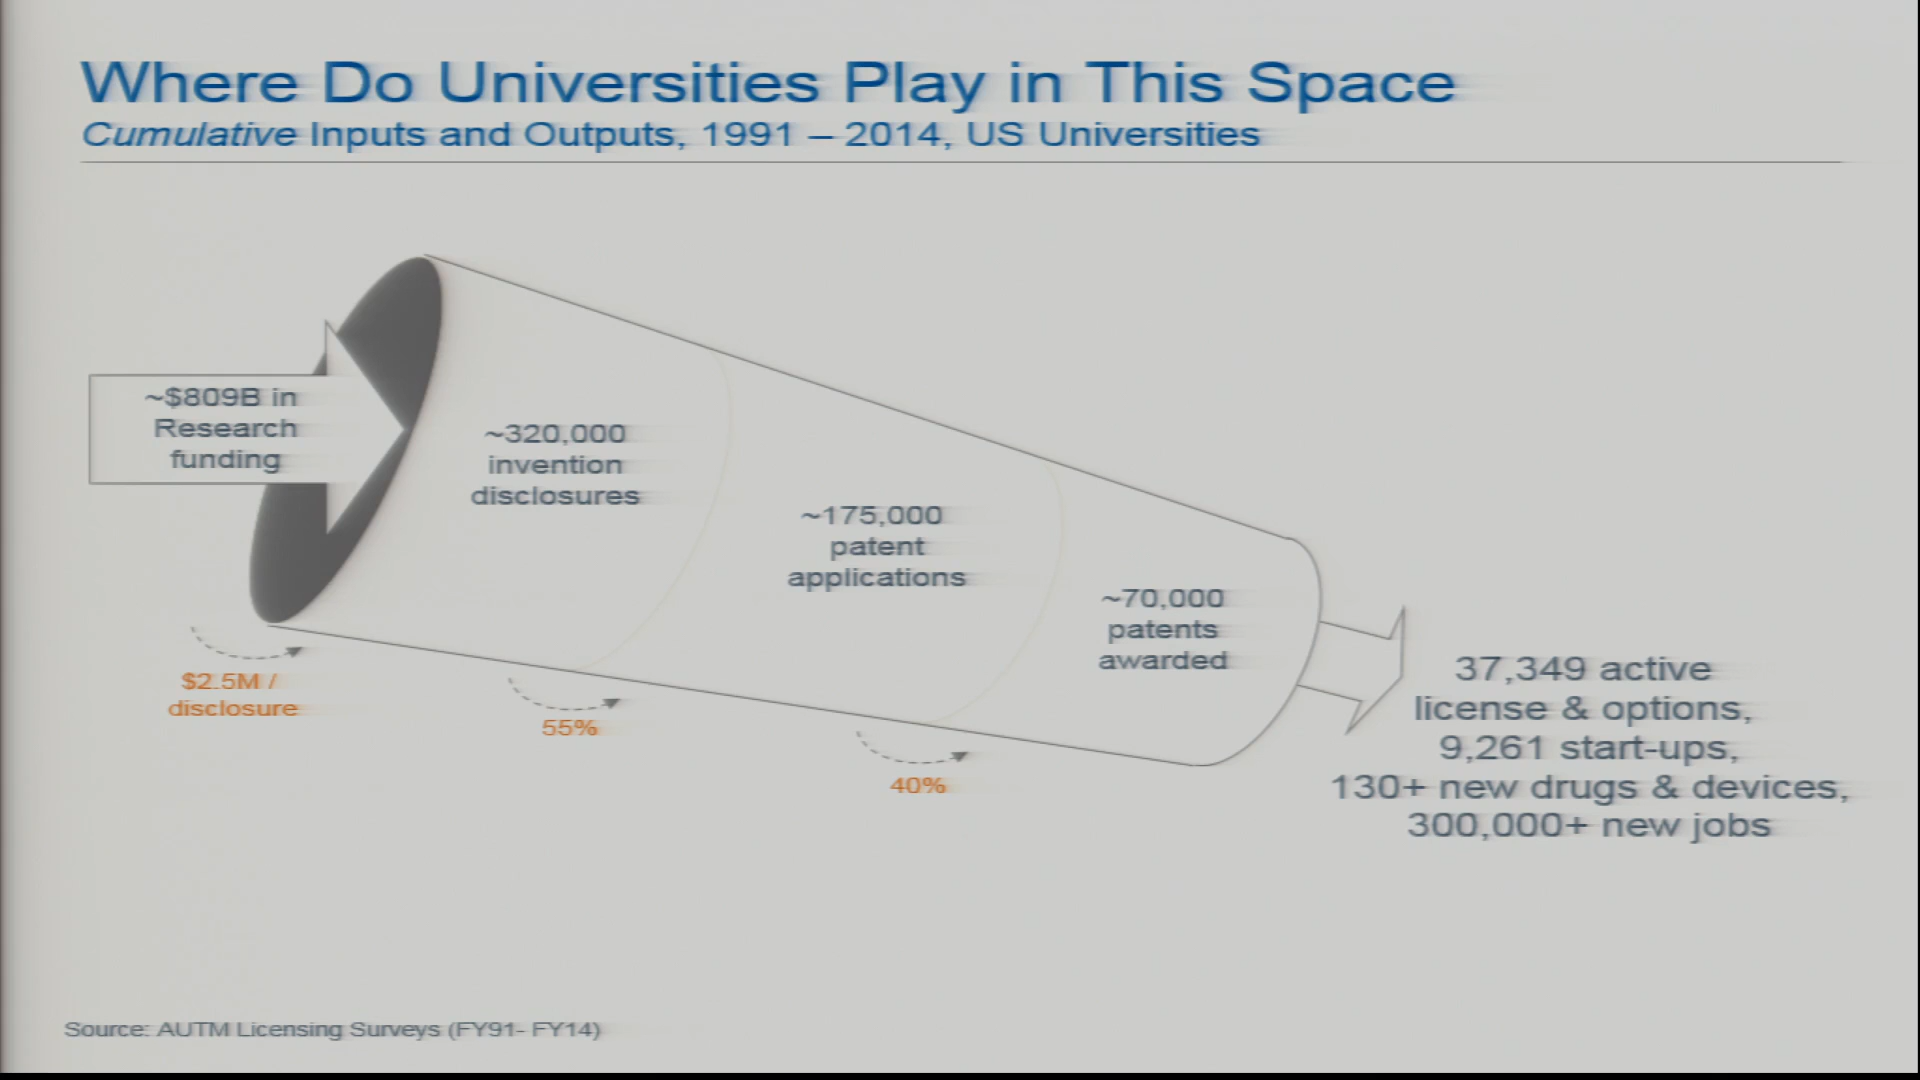 Where Do Universities Play in This Space
Cumulative Inputs and Outputs, 1991 – 2014, US Universities
~$809B in
Research
funding
~320,000
invention
disclosures
~175,000
patent
applications
~70,000
patents
awarded
$2.5M /
disclosure
55%
40%
37,349 active
license & options,
9,261 start-ups,
130+ new drugs & devices,
300,000+ new jobs
Source: AUTM Licensing Surveys (FY91- FY14)